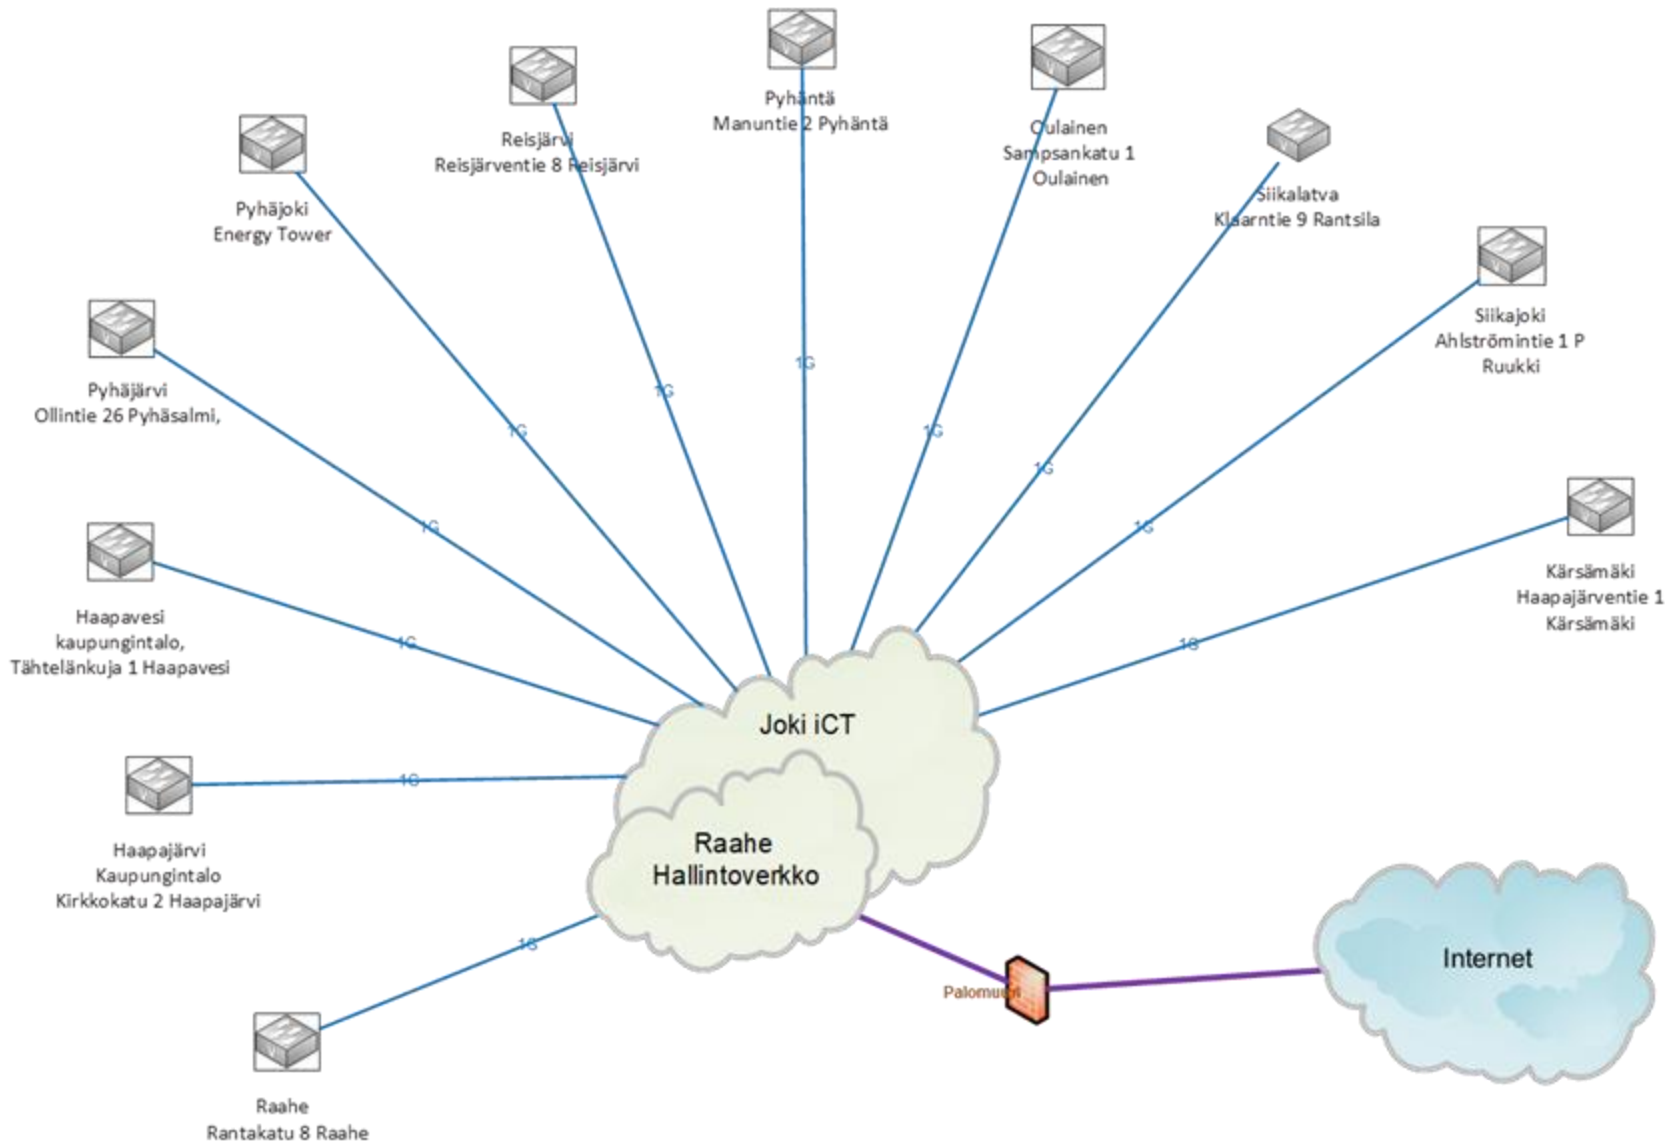 Pyhäntä
Manuntie 2 Pyhäntä
Oulainen
Sampsankatu 1
Oulainen
Reisjärvi
Reisjärventie 8 Reisjärvi
Siikalatva
Klaarntie 9 Rantsila
Pyhäjoki
Energy Tower
Siikajoki
Ahlströmintie 1 P
Ruukki
Pyhäjärvi
Ollintie 26 Pyhäsalmi,
1G
1G
1G
1G
1G
1G
1G
Kärsämäki
Haapajärventie 1
Kärsämäki
Haapavesi
kaupungintalo,
Tähtelänkuja 1 Haapavesi
1G
1G
Joki iCT
1G
Haapajärvi
Kaupungintalo
Kirkkokatu 2 Haapajärvi
Raahe
Hallintoverkko
1G
Internet
Palomuuri
Raahe
Rantakatu 8 Raahe